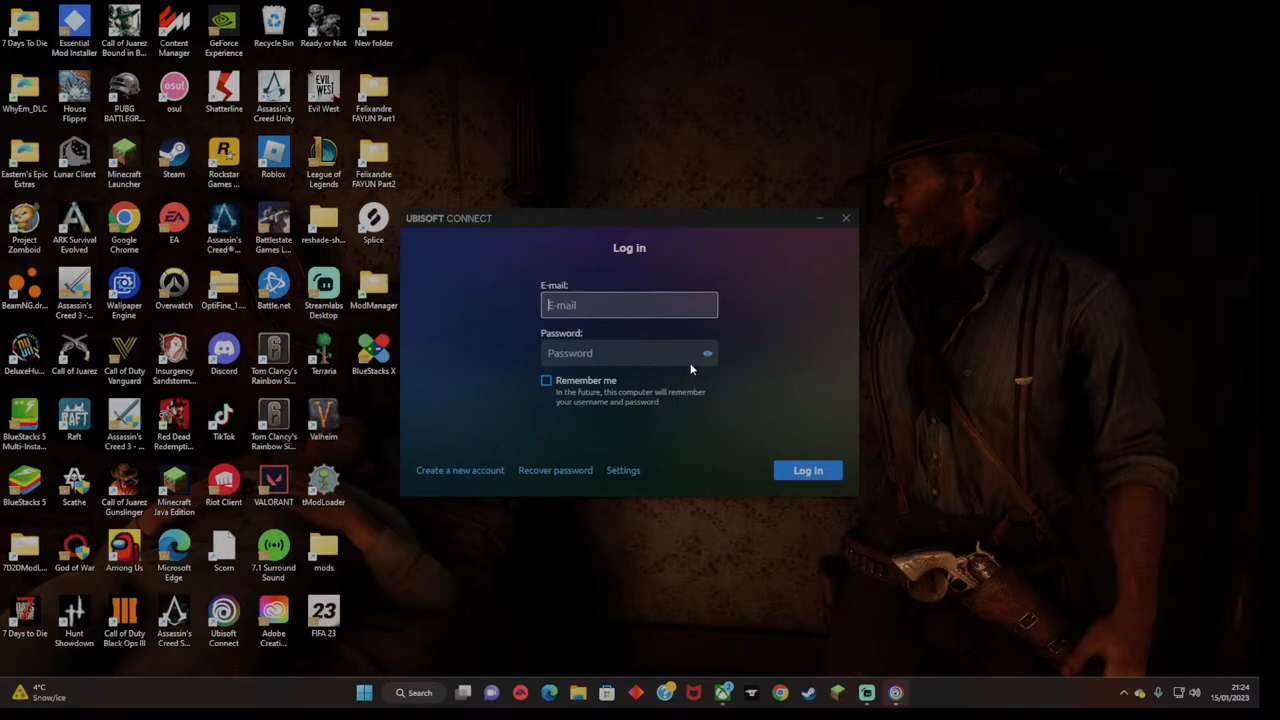 7 Days To Die
Essential
Mod Installer
Call of Juarez
Bound in B...
Content
Manager
GeForce
Experience
Recycle Bin
Ready or Not
New folder
WhyEm_DLC
House
Flipper
PUBG
BATTLEGR...
osu!
osu!
Shatterline
Assassin's
Creed Unity
EVIL
WEST
Evil West
Felixandre
FAYUN Part1
Eastern's Epic
Extras
Lunar Client
Minecraft
Launcher
Steam
Rockstar
Games ...
Roblox
League of
Legends
Felixandre
FAYUN Part2
Project
Zomboid
ARK Survival
Evolved
Google
Chrome
EA
EA
Assassin's
Creed®...
Battlestate
Games L...
reshade-sh...
Splice
UBISOFT CONNECT
Log in
E-mail:
E-mail
Password:
Password
Remember me
In the future, this computer will remember
your username and password
Create a new account
Recover password
Settings
Log in
BeamNG.dr...
Assassin's
Creed 3 - ...
Wallpaper
Engine
Overwatch
OptiFine_1....
Battle.net
Streamlabs
Desktop
ModManager
DeluxeHu...
Call of Juarez
Call of Duty
Vanguard
Insurgency
Sandstorm...
Discord
Tom Clancy's
Rainbow Si...
Terraria
BlueStacks X
BlueStacks 5
Multi-Insta...
RAFT
Raft
Assassin's
Creed 3 - ...
Red Dead
Redempti...
TikTok
Tom Clancy's
Rainbow Si...
Valheim
BlueStacks 5
Scathe
Call of Juarez
Gunslinger
Minecraft
Java Edition
Riot Client
VALORANT
tModLoader
7D2DModL...
God of War
Among Us
Microsoft
Edge
Scorn
7.1 Surround
Sound
mods
7 Days to Die
Hunt
Showdown
Call of Duty
Black Ops III
Assassin's
Creed S...
Ubisoft
Connect
Adobe
Creati...
23
FIFA 23
4°C
Snow/ice
Search
21:24
15/01/2023